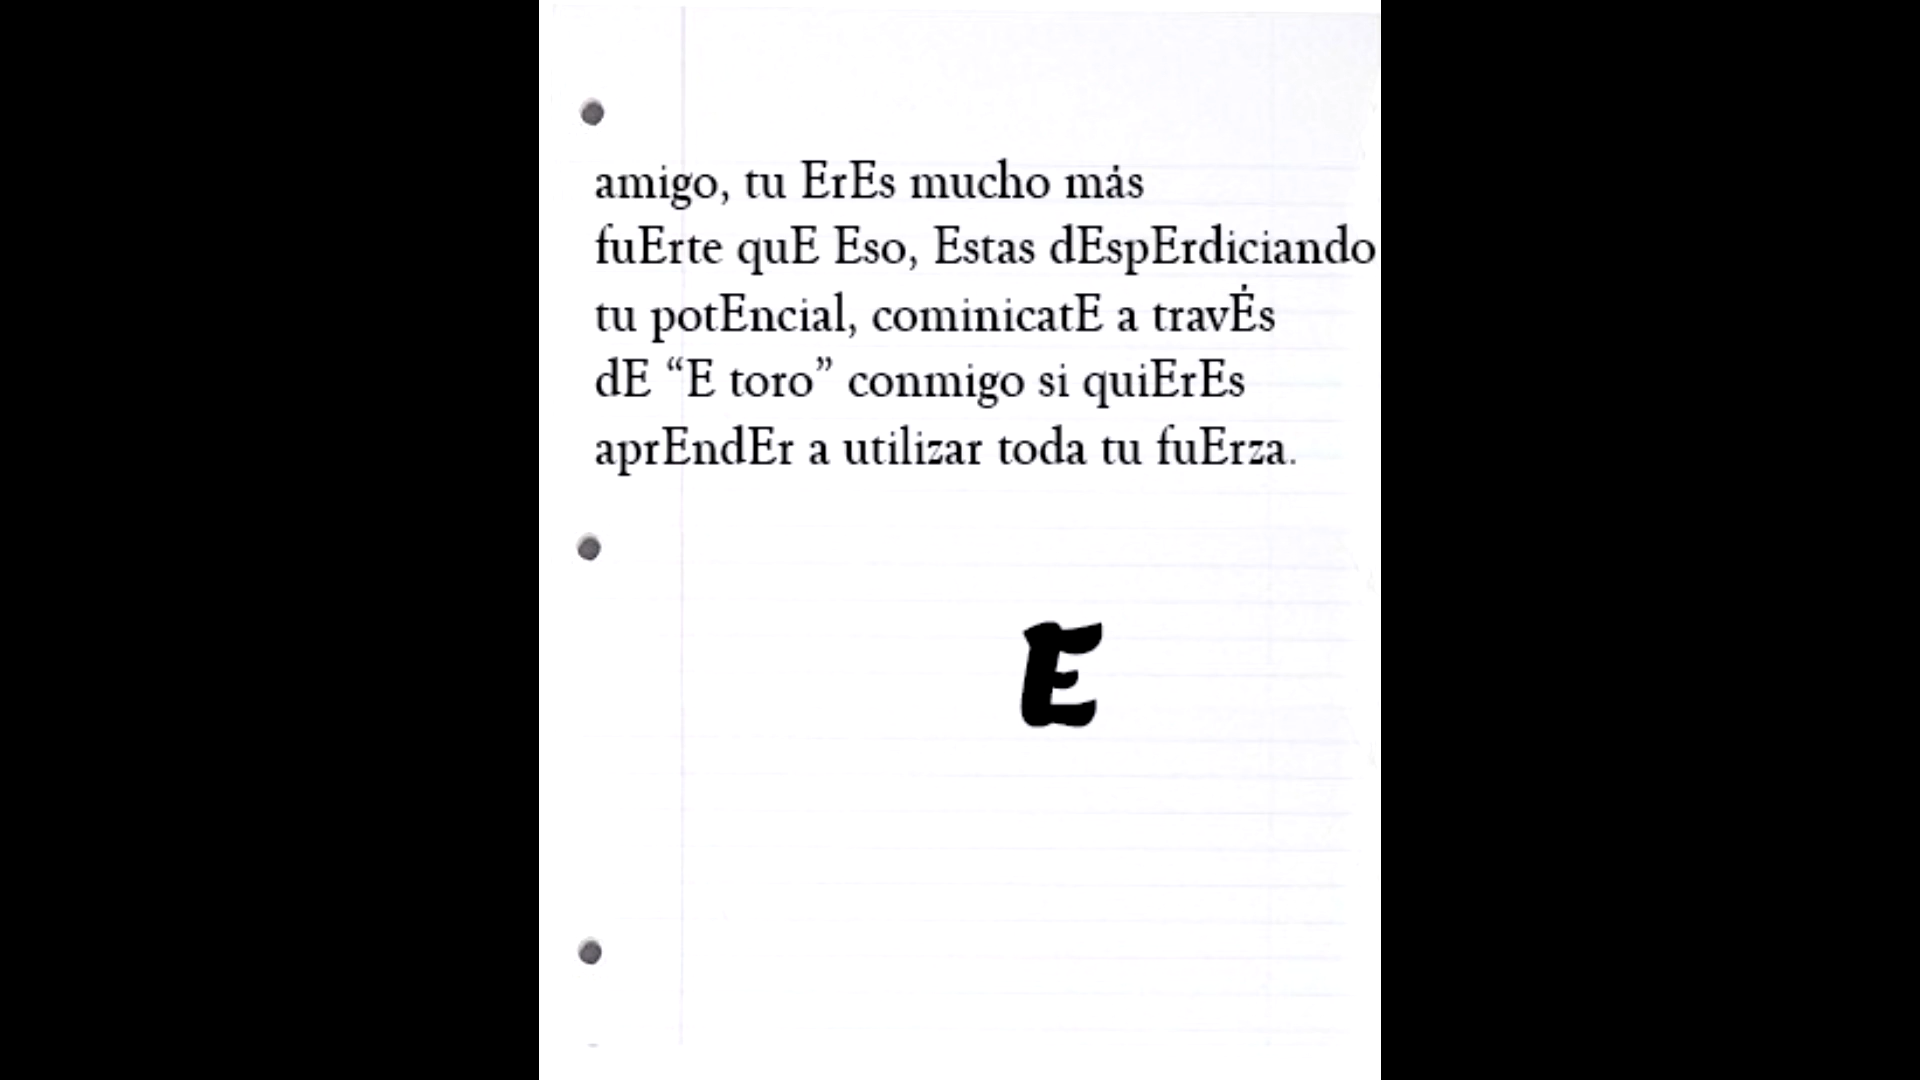 amigo, tu ErEs mucho más
fuErte quE Eso, Estas dEspErdiciando
tu potEncial, cominicatE a travÉs
dE “E toro” conmigo si quiErEs
aprEndEr a utilizar toda tu fuErza.
E